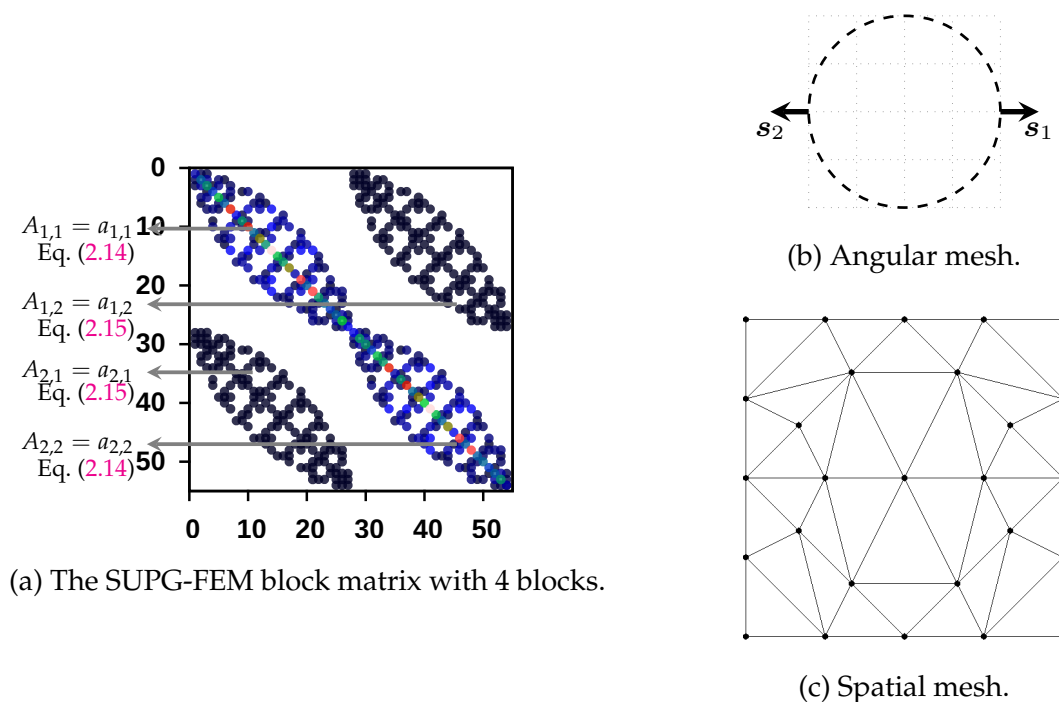 0
10
20
30
40
50
0 10 20 30 40 50
A₁,₁ = a₁,₁
Eq. (2.14)
A₁,₂ = a₁,₂
Eq. (2.15)
A₂,₁ = a₂,₁
Eq. (2.15)
A₂,₂ = a₂,₂
Eq. (2.14)
(a) The SUPG-FEM block matrix with 4 blocks.
s₂ s₁
(b) Angular mesh.
(c) Spatial mesh.